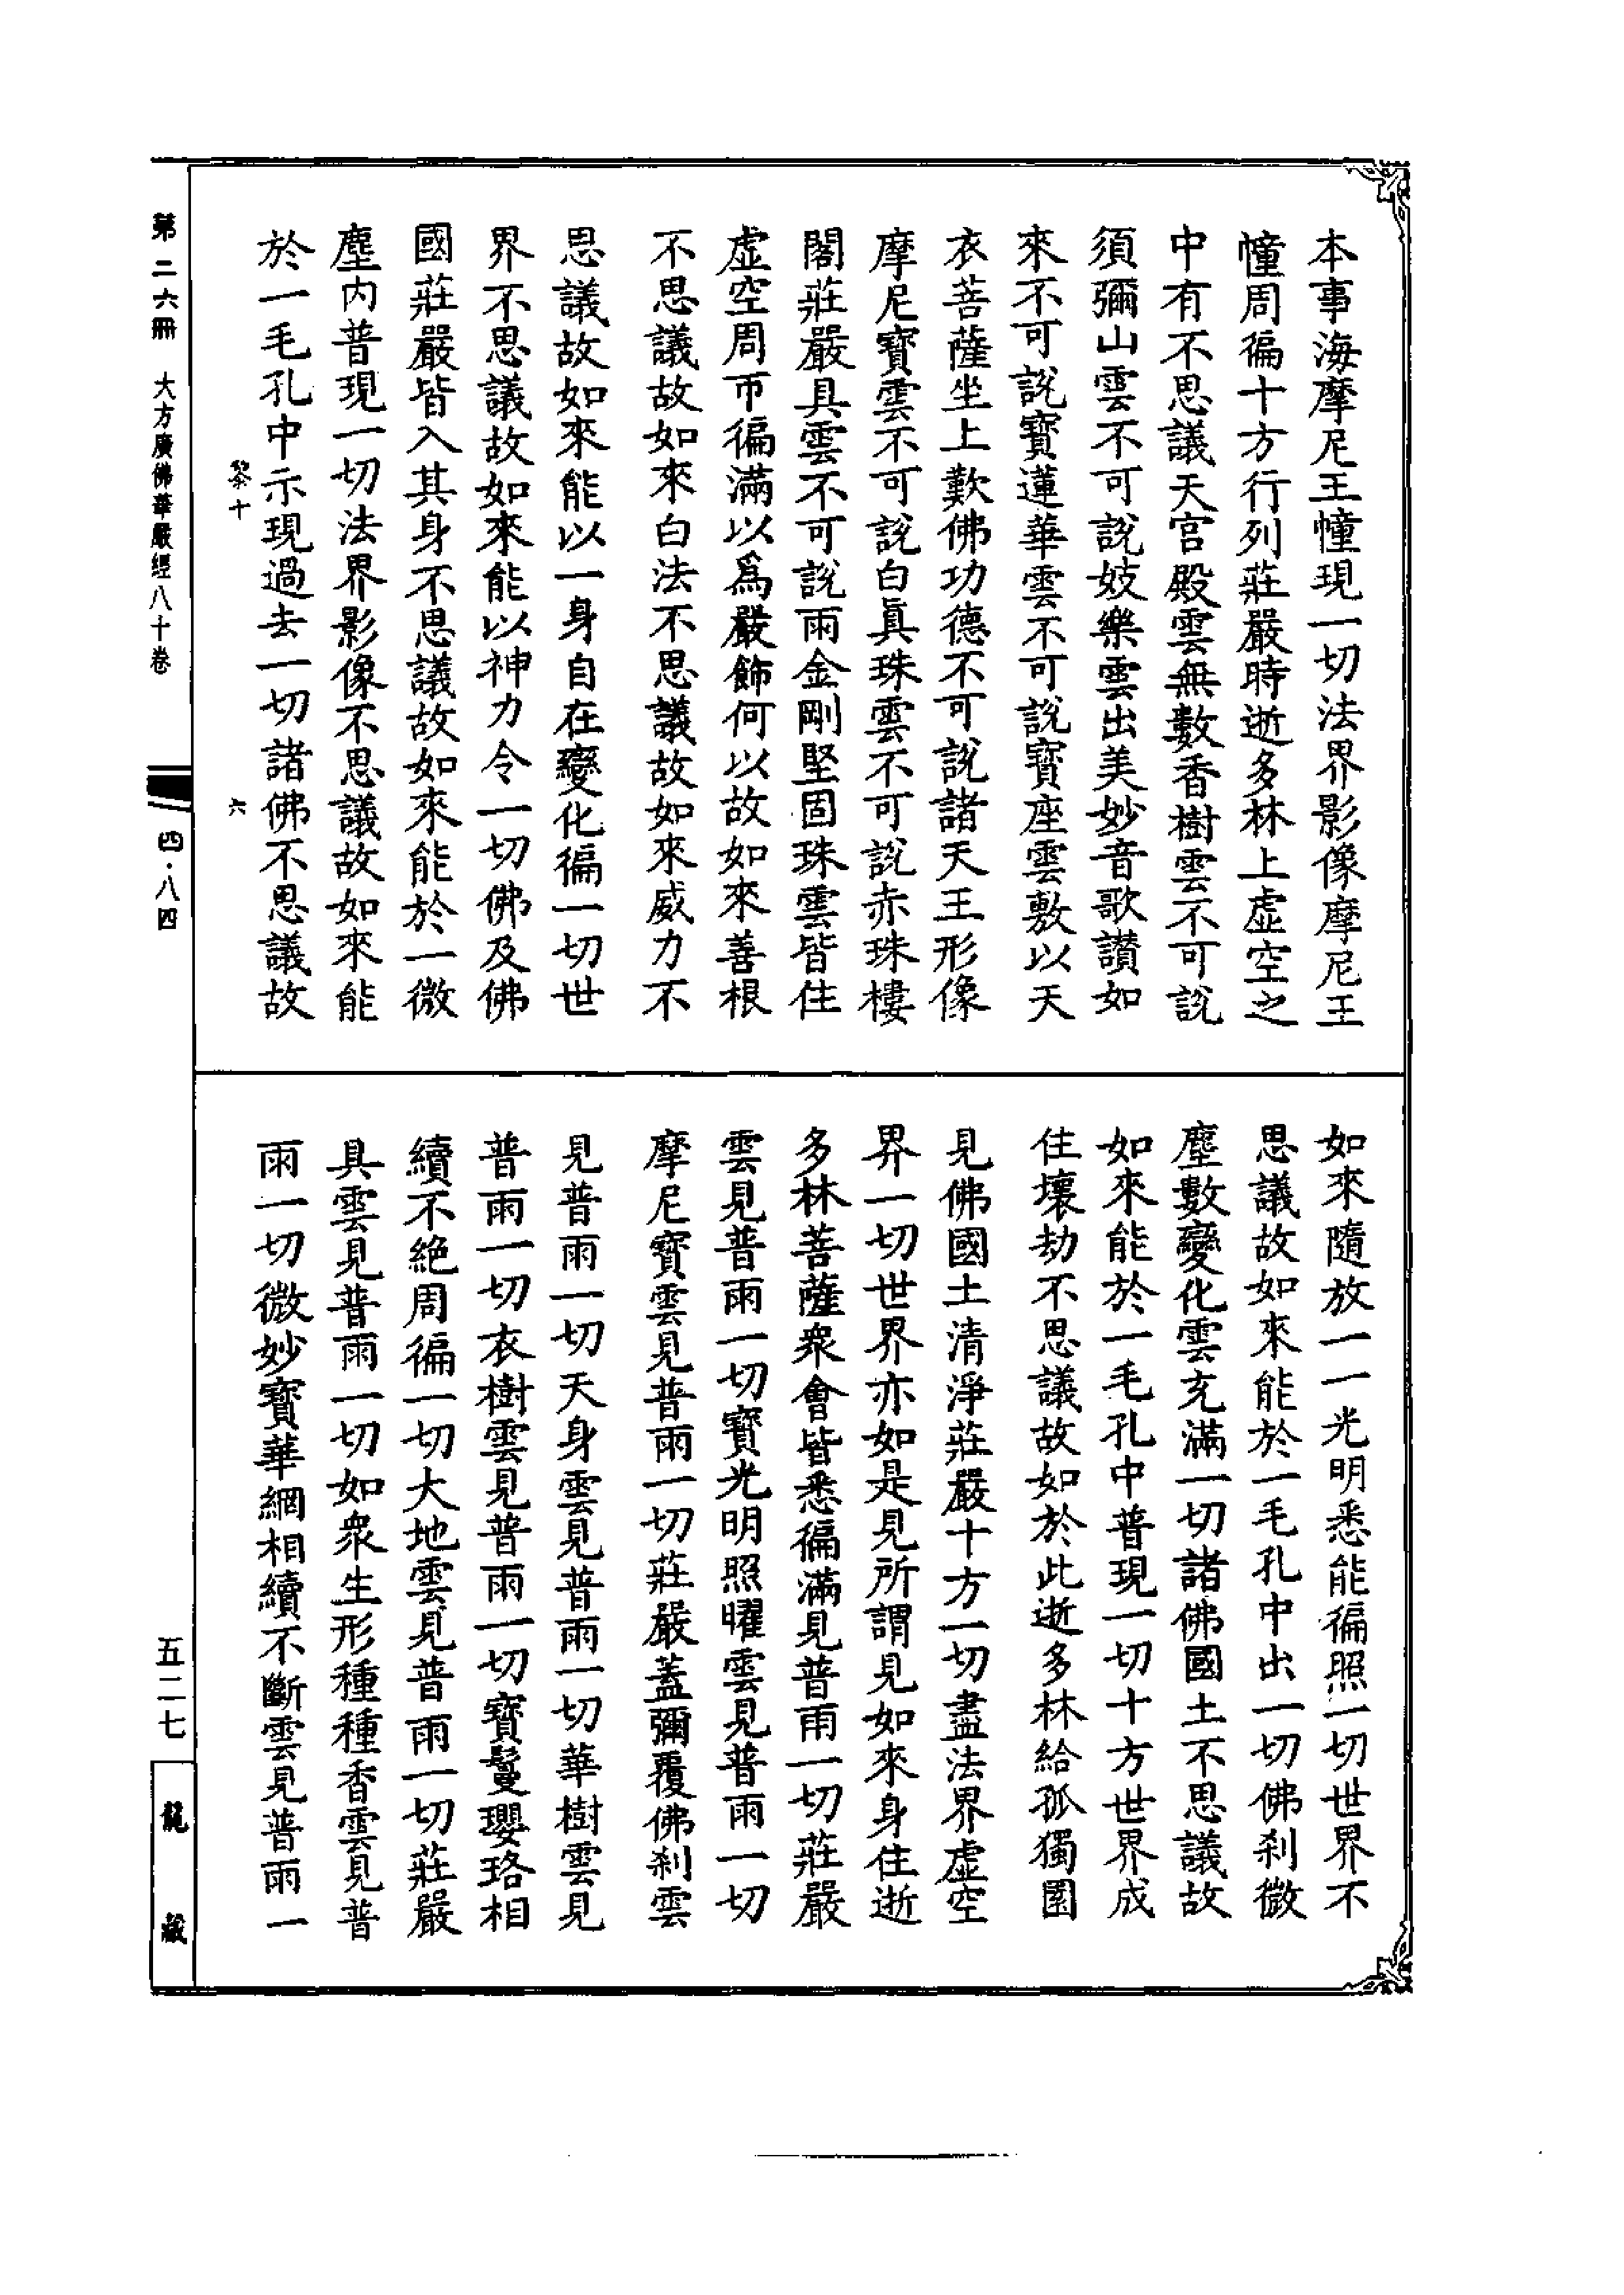 本事海摩尼王幢現一切法界影像摩尼王
幢周徧十方行列莊嚴時逝多林上虛空之
中有不思議天宮殿雲無數香樹雲不可說
須彌山雲不可說妓樂雲出美妙音歌讃如
來不可說寶蓮華雲不可說寶座雲敷以天
衣菩薩坐上歎佛功德不可說諸天王形像
摩尼寶雲不可說白眞珠雲不可說赤珠樓
閣莊嚴具雲不可說雨金剛堅固珠雲皆住
虛空周帀徧滿以爲嚴飾何以故如來善根
不思議故如來白法不思議故如來威力不
思議故如來能以一身自在變化徧一切世
界不思議故如來能以神力令一切佛及佛
國莊嚴皆入其身不思議故如來能於一微
塵內普現一切法界影像不思議故如來能
於一毛孔中示現過去一切諸佛不思議故
如來隨放一一光明悉能徧照一切世界不
思議故如來能於一毛孔中出一切佛刹微
塵數變化雲充滿一切諸佛國土不思議故
如來能於一毛孔中普現一切十方世界成
住壞劫不思議故如於此逝多林給孤獨園
見佛國土清淨莊嚴十方一切盡法界虛空
界一切世界亦如是見所謂見如來身住逝
多林菩薩衆會皆悉徧滿見普雨一切莊嚴
雲見普雨一切寶光明照曜雲見普雨一切
摩尼寶雲見普雨一切莊嚴蓋彌覆佛刹雲
見普雨一切天身雲見普雨一切華樹雲見
普雨一切衣樹雲見普雨一切寶鬘瓔珞相
續不絶周徧一切大地雲見普雨一切莊嚴
具雲見普雨一切如衆生形種種香雲見普
雨一切微妙寶華網相續不斷雲見普雨一
黎十 六
第二六冊 大方廣佛華嚴經八十卷
四·八四
五二七
龍藏